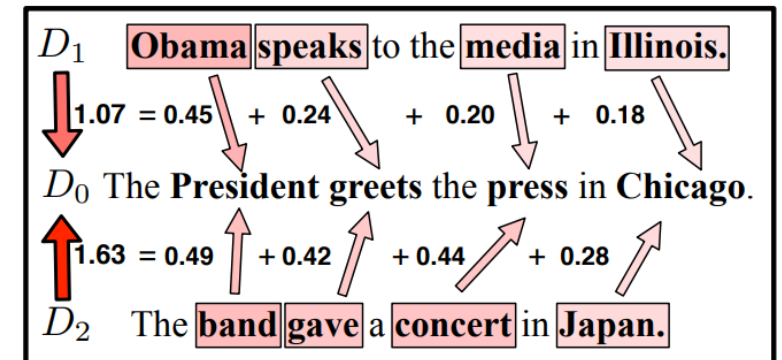 D1 Obama speaks to the media in Illinois.
1.07 = 0.45 + 0.24 + 0.20 + 0.18
D0 The President greets the press in Chicago.
1.63 = 0.49 + 0.42 + 0.44 + 0.28
D2 The band gave a concert in Japan.